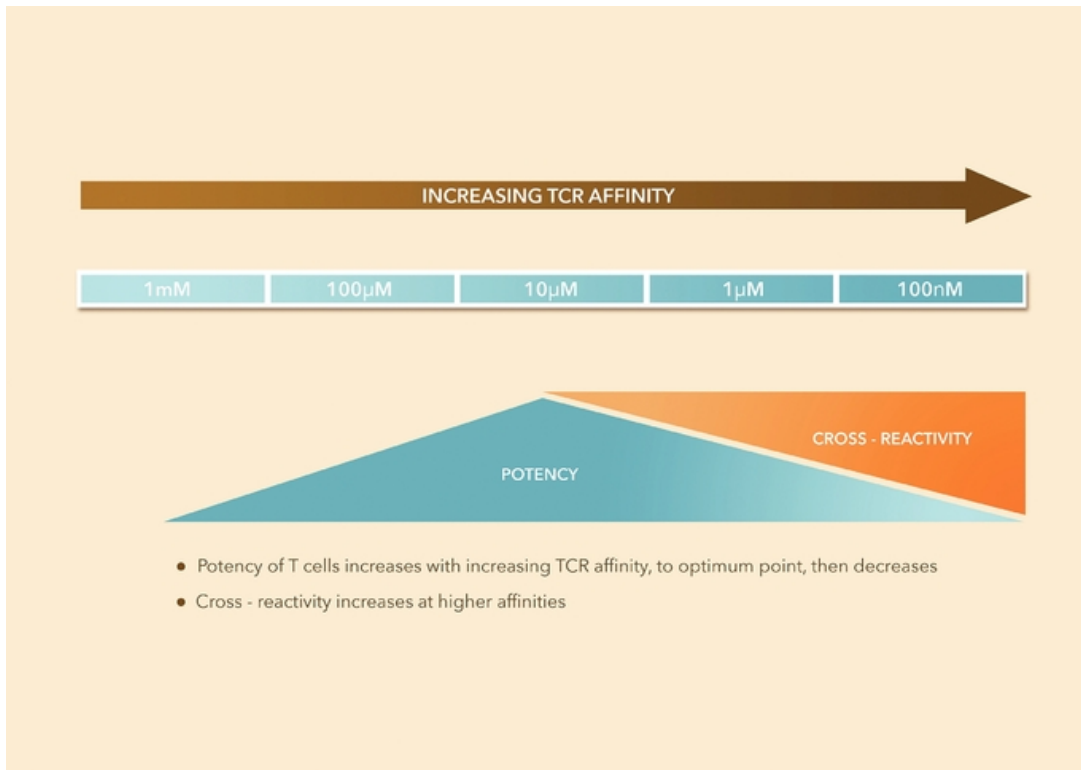 INCREASING TCR AFFINITY
1mM 100µM 10µM 1µM 100nM
CROSS - REACTIVITY
POTENCY
• Potency of T cells increases with increasing TCR affinity, to optimum point, then decreases
• Cross - reactivity increases at higher affinities